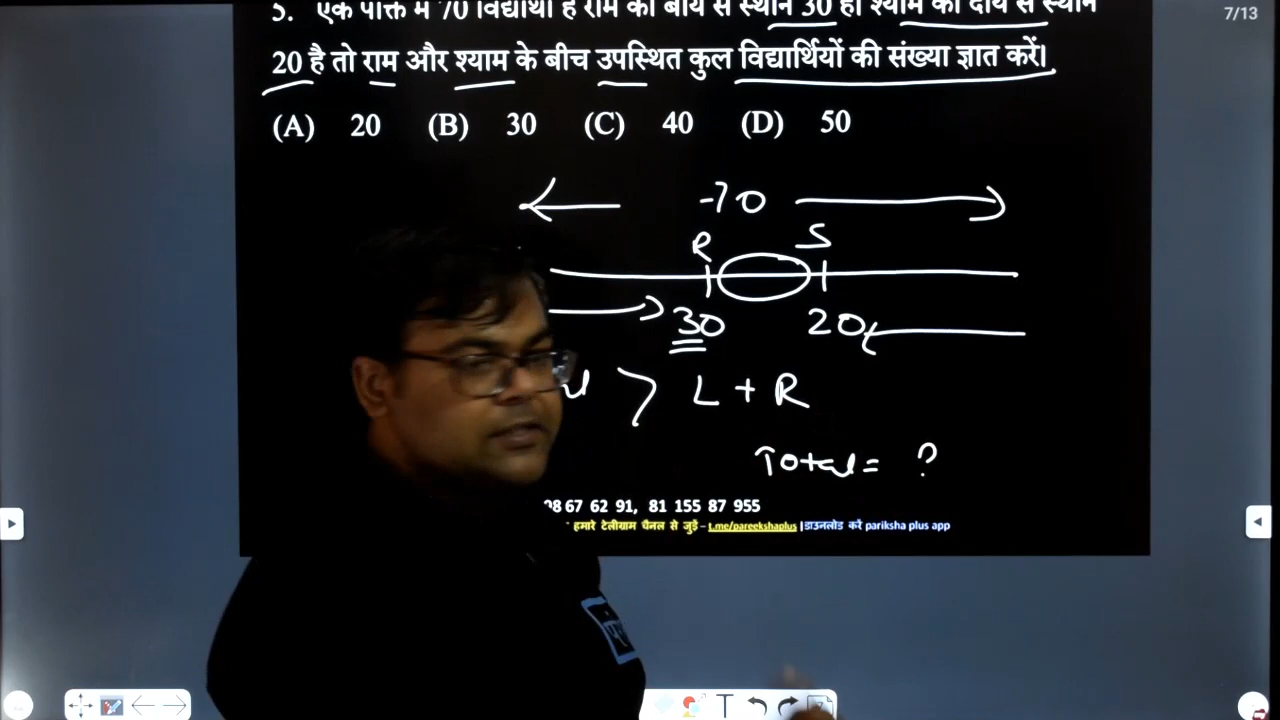 7/13
5. एक पंक्ति में 70 विद्यार्थी हैं राम का बायें से स्थान 30 हो श्याम का दायें से स्थान
20 है तो राम और श्याम के बीच उपस्थित कुल विद्यार्थियों की संख्या ज्ञात करें।
(A) 20 (B) 30 (C) 40 (D) 50
70
R S
30 20
> L + R
Total = ?
98 67 62 91, 81 155 87 955
हमारे टेलीग्राम चैनल से जुड़ें – t.me/pareekshaplus | डाउनलोड करें pariksha plus app
T